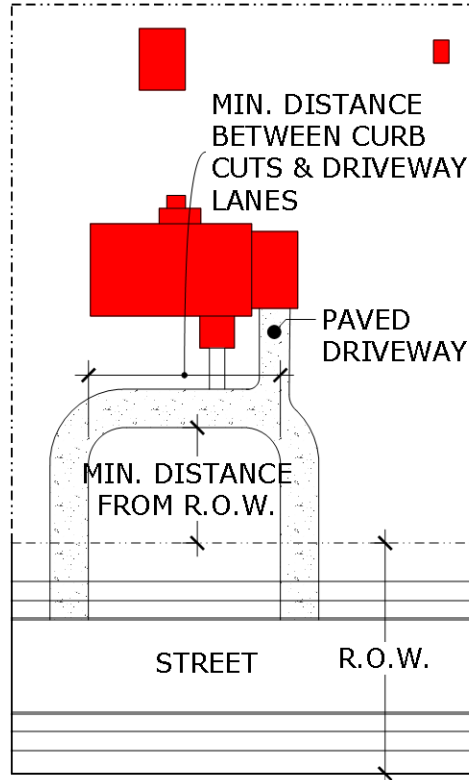 MIN. DISTANCE
BETWEEN CURB
CUTS & DRIVEWAY
LANES
PAVED
DRIVEWAY
MIN. DISTANCE
FROM R.O.W.
STREET
R.O.W.